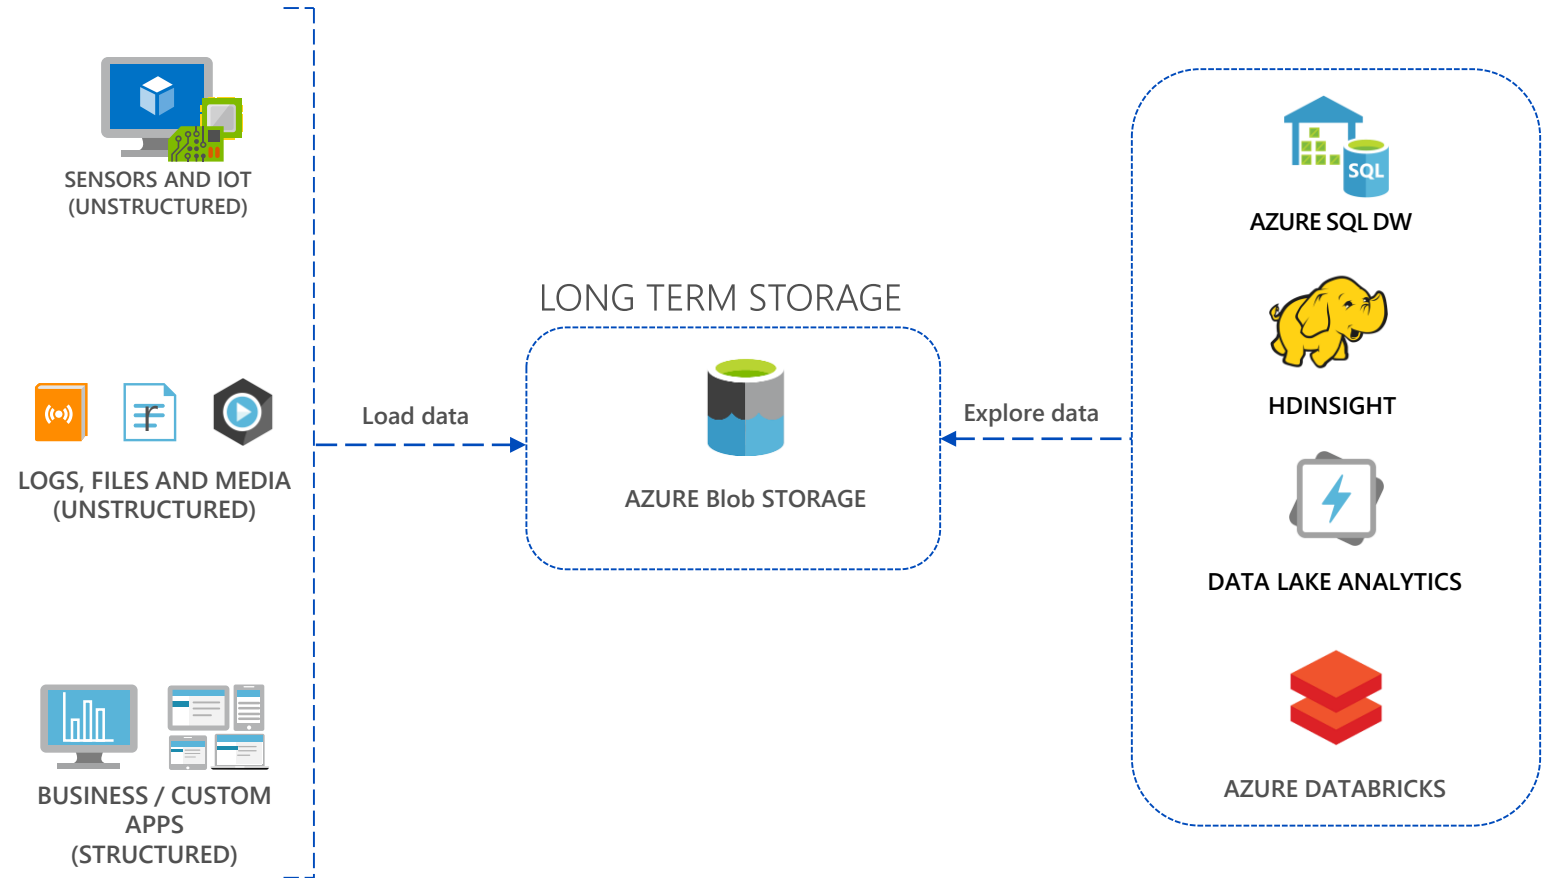 SENSORS AND IOT
(UNSTRUCTURED)
LOGS, FILES AND MEDIA
(UNSTRUCTURED)
BUSINESS / CUSTOM
APPS
(STRUCTURED)
Load data
LONG TERM STORAGE
AZURE Blob STORAGE
Explore data
SQL
AZURE SQL DW
HDINSIGHT
DATA LAKE ANALYTICS
AZURE DATABRICKS
r